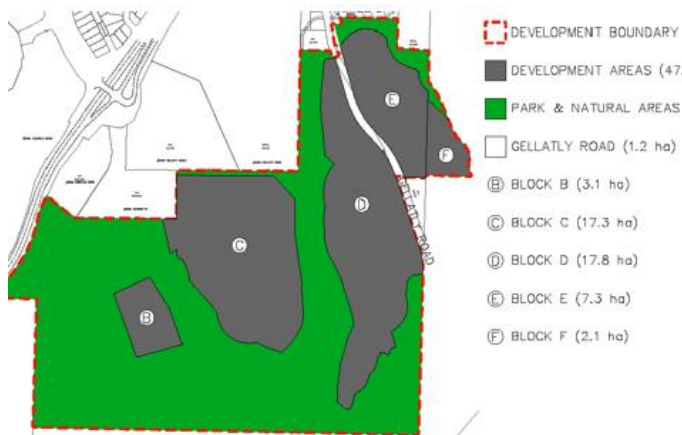 DEVELOPMENT BOUNDARY
DEVELOPMENT AREAS (47.
PARK & NATURAL AREAS
GELLATLY ROAD (1.2 ha)
B BLOCK B (3.1 ha)
C BLOCK C (17.3 ha)
D BLOCK D (17.8 ha)
E BLOCK E (7.3 ha)
F BLOCK F (2.1 ha)
E
F
D
C
B
GELLATLY ROAD